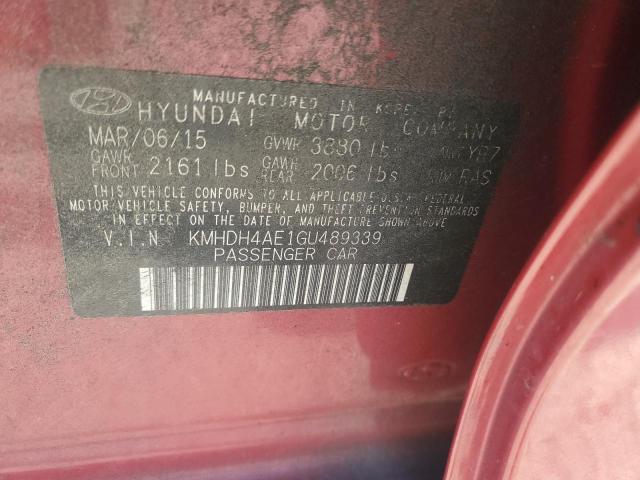 MANUFACTURED IN KOREA BY
HYUNDAI MOTOR COMPANY
MAR/06/15 GVWR 3880 lbs
GAWR FRONT 2161 lbs GAWR REAR 2006 lbs
THIS VEHICLE CONFORMS TO ALL APPLICABLE U.S.A FEDERAL
MOTOR VEHICLE SAFETY, BUMPER, AND THEFT PREVENTION STANDARDS
IN EFFECT ON THE DATE OF MANUFACTURE SHOWN ABOVE
V.I.N KMHDH4AE1GU489339
PASSENGER CAR